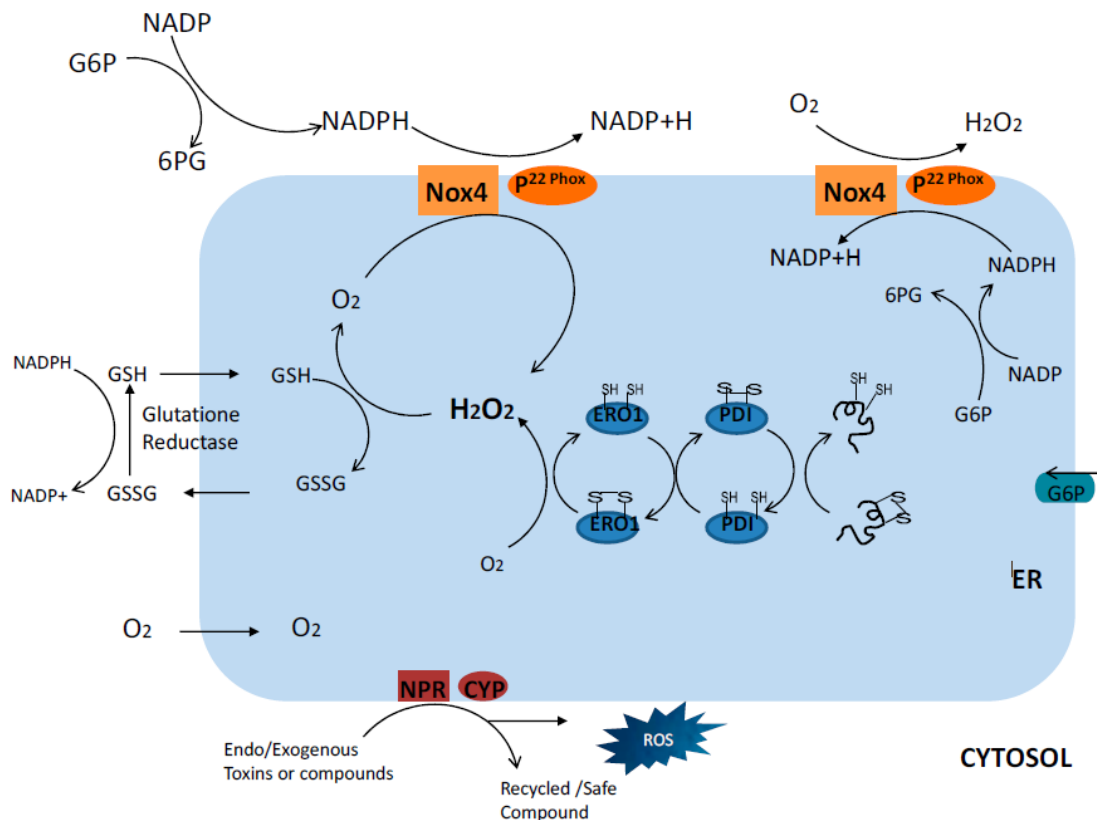 NADP
G6P
6PG
NADPH
NADP+H
O2
H2O2
Nox4
P22 Phox
Nox4
P22 Phox
NADP+H
NADPH
6PG
NADP
G6P
O2
NADPH
GSH
GSH
Glutatione
Reductase
NADP+
GSSG
GSSG
H2O2
O2
SH SH
ERO1
S S
PDI
SH
SH
S S
ERO1
SH SH
PDI
S
S
G6P
ER
O2
O2
NPR
CYP
ROS
Endo/Exogenous
Toxins or compounds
Recycled /Safe
Compound
CYTOSOL